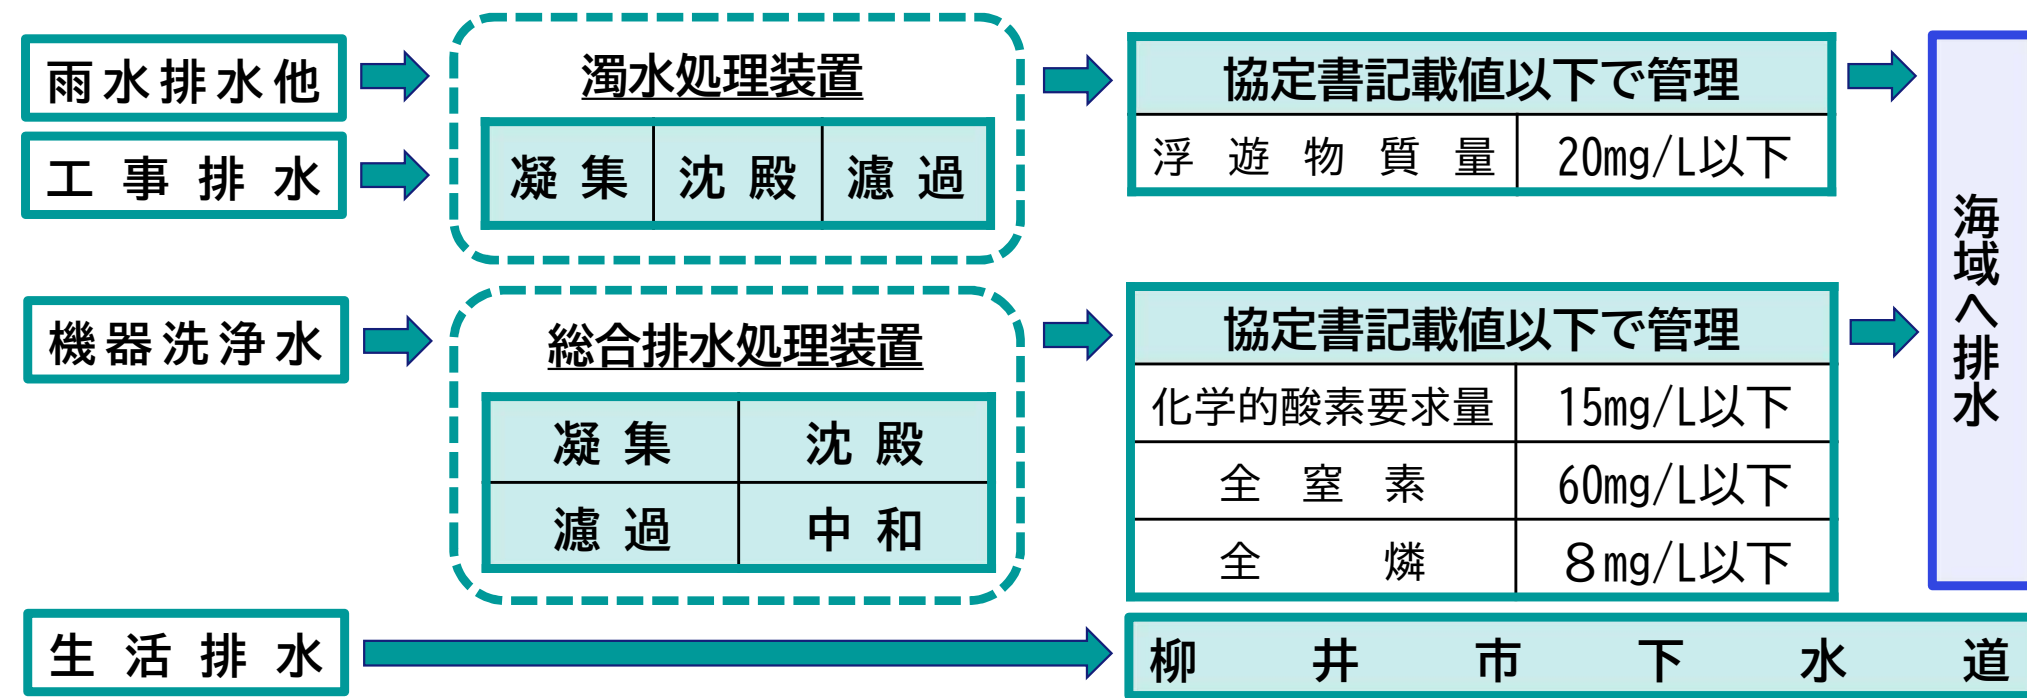 雨水排水他
工事排水
濁水処理装置
凝集 沈殿 濾過
協定書記載値以下で管理
浮遊物質量 20mg/L以下
機器洗浄水
総合排水処理装置
凝集 沈殿
濾過 中和
協定書記載値以下で管理
化学的酸素要求量 15mg/L以下
全窒素 60mg/L以下
全燐 8mg/L以下
海域へ排水
生活排水
柳井市下水道